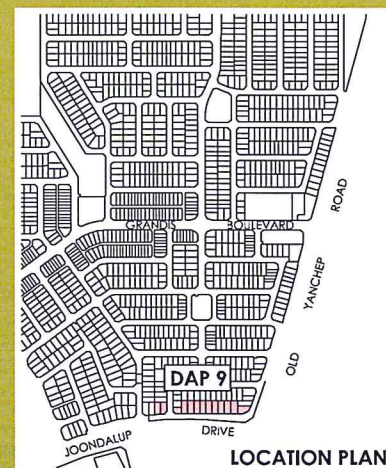 GRANDIS BOULEVARD
ROAD
YANCHEP
OLD
DAP 9
JOONDALUP DRIVE
LOCATION PLAN